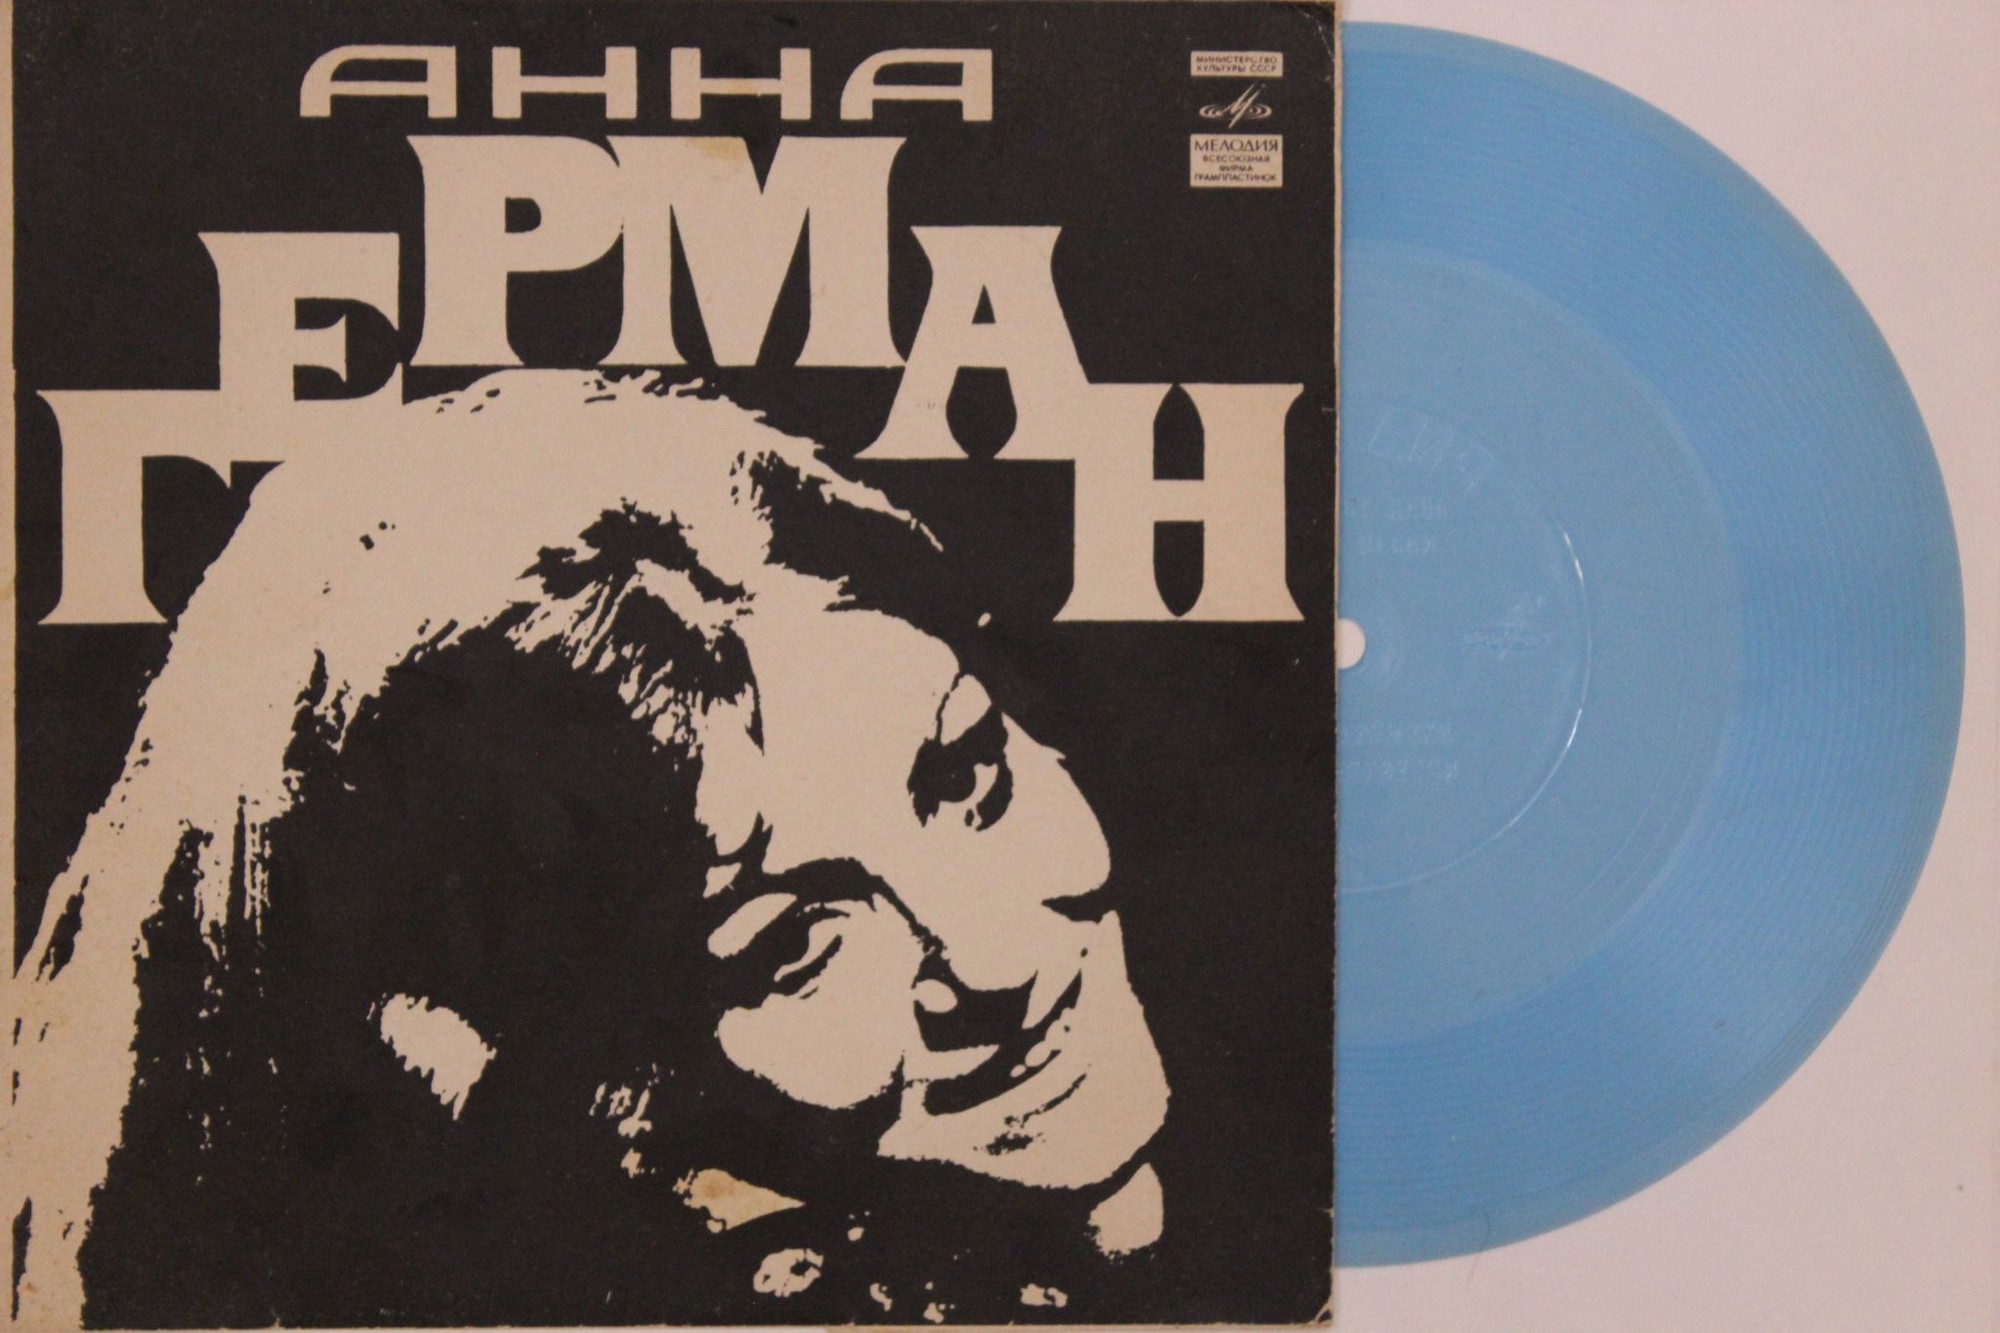 АННА
ГЕРМАН
МИНИСТЕРСТВО
КУЛЬТУРЫ СССР
МЕЛОДИЯ
ВСЕСОЮЗНАЯ
ФИРМА
ГРАМПЛАСТИНОК